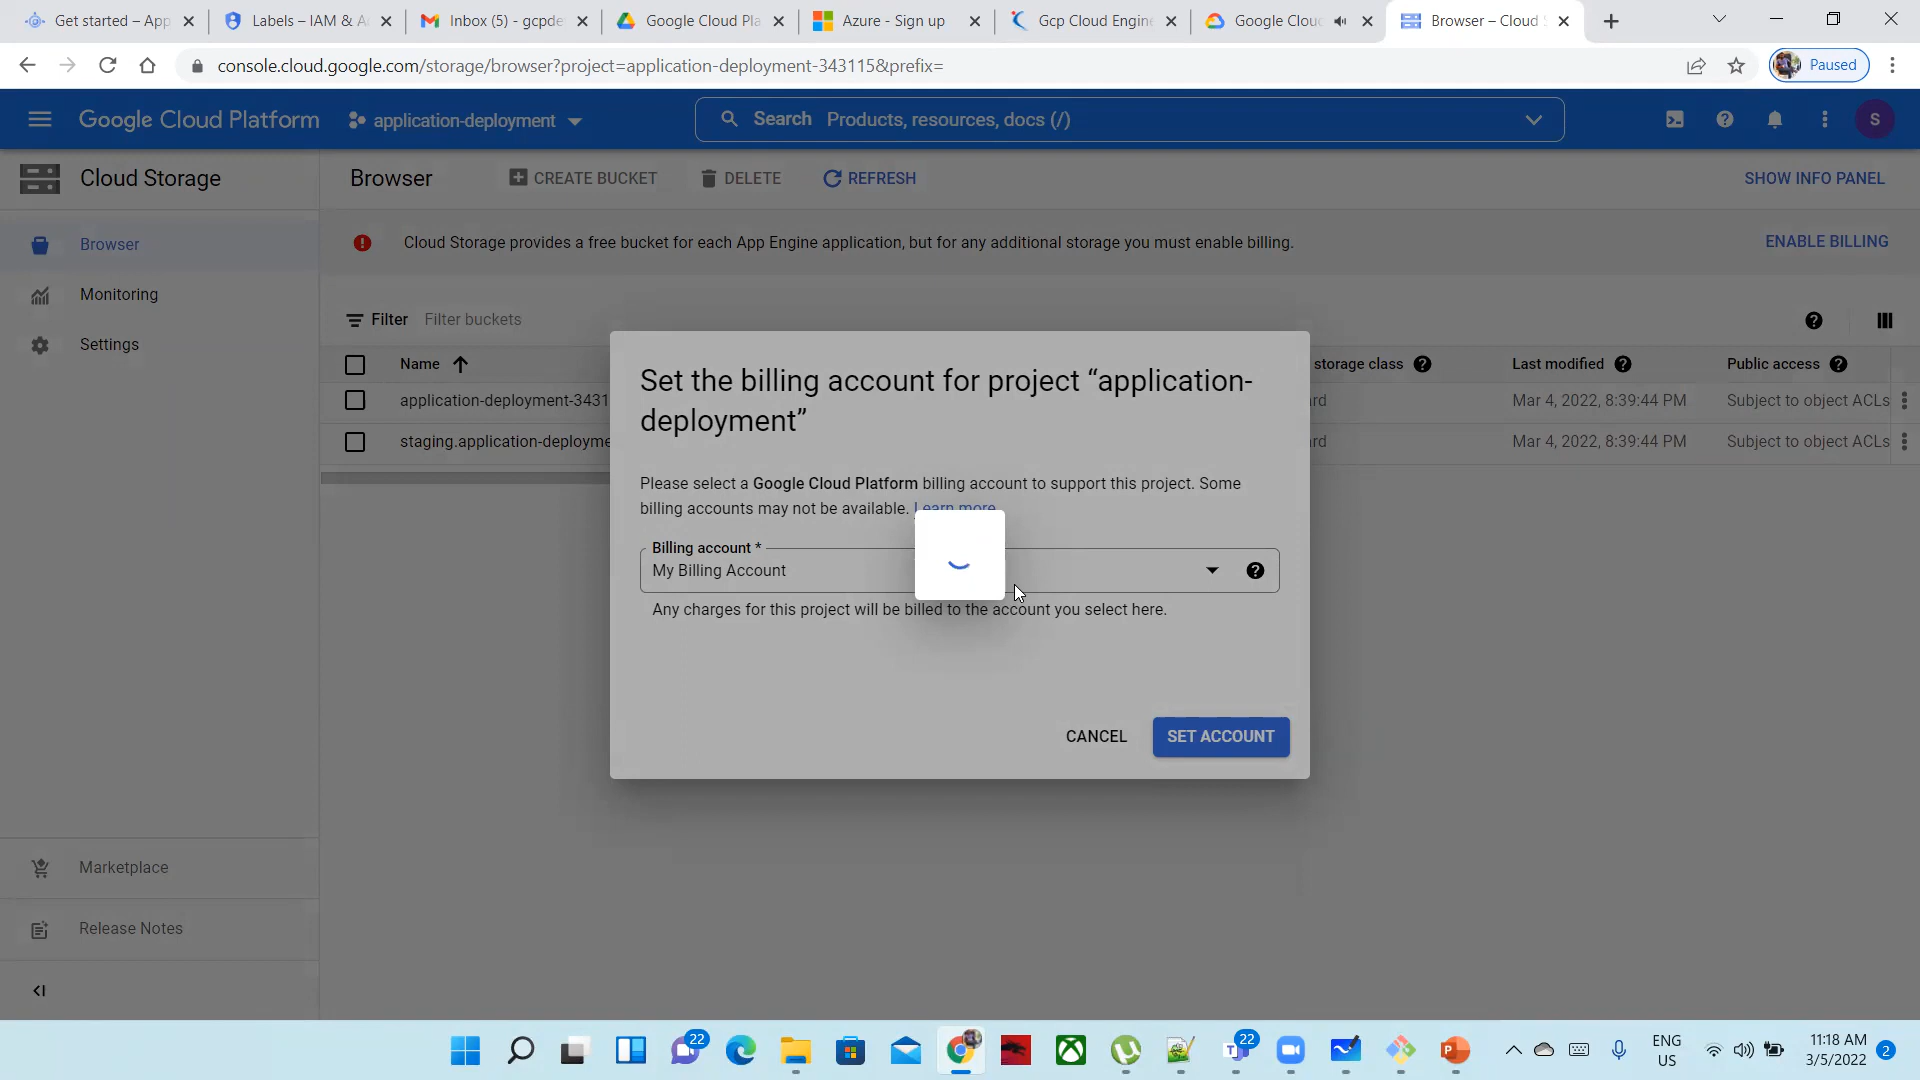 Get started – App
Labels – IAM & A
Inbox (5) - gcpde
Google Cloud Pla
Azure - Sign up
Gcp Cloud Engine
Google Clou
Browser – Cloud S
console.cloud.google.com/storage/browser?project=application-deployment-343115&prefix=
Paused
Google Cloud Platform
application-deployment
Search Products, resources, docs (/)
S
Cloud Storage
Browser
CREATE BUCKET
DELETE
REFRESH
SHOW INFO PANEL
Browser
Cloud Storage provides a free bucket for each App Engine application, but for any additional storage you must enable billing.
ENABLE BILLING
Monitoring
Settings
Filter Filter buckets
Name
storage class
Last modified
Public access
application-deployment-3431
rd
Mar 4, 2022, 8:39:44 PM
Subject to object ACLs
staging.application-deployme
ard
Mar 4, 2022, 8:39:44 PM
Subject to object ACLs
Set the billing account for project “application-
deployment”
Please select a Google Cloud Platform billing account to support this project. Some
billing accounts may not be available. Learn more
Billing account *
My Billing Account
Any charges for this project will be billed to the account you select here.
CANCEL
SET ACCOUNT
Marketplace
Release Notes
22
22
ENG
US
11:18 AM
3/5/2022
2